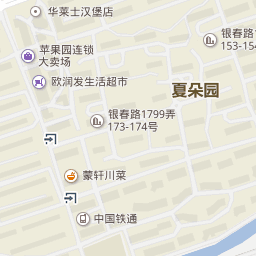 华莱士汉堡店
银春路1
153-154
苹果园连锁
大卖场
欧润发生活超市
夏朵园
银春路1799弄
173-174号
蒙轩川菜
中国铁通